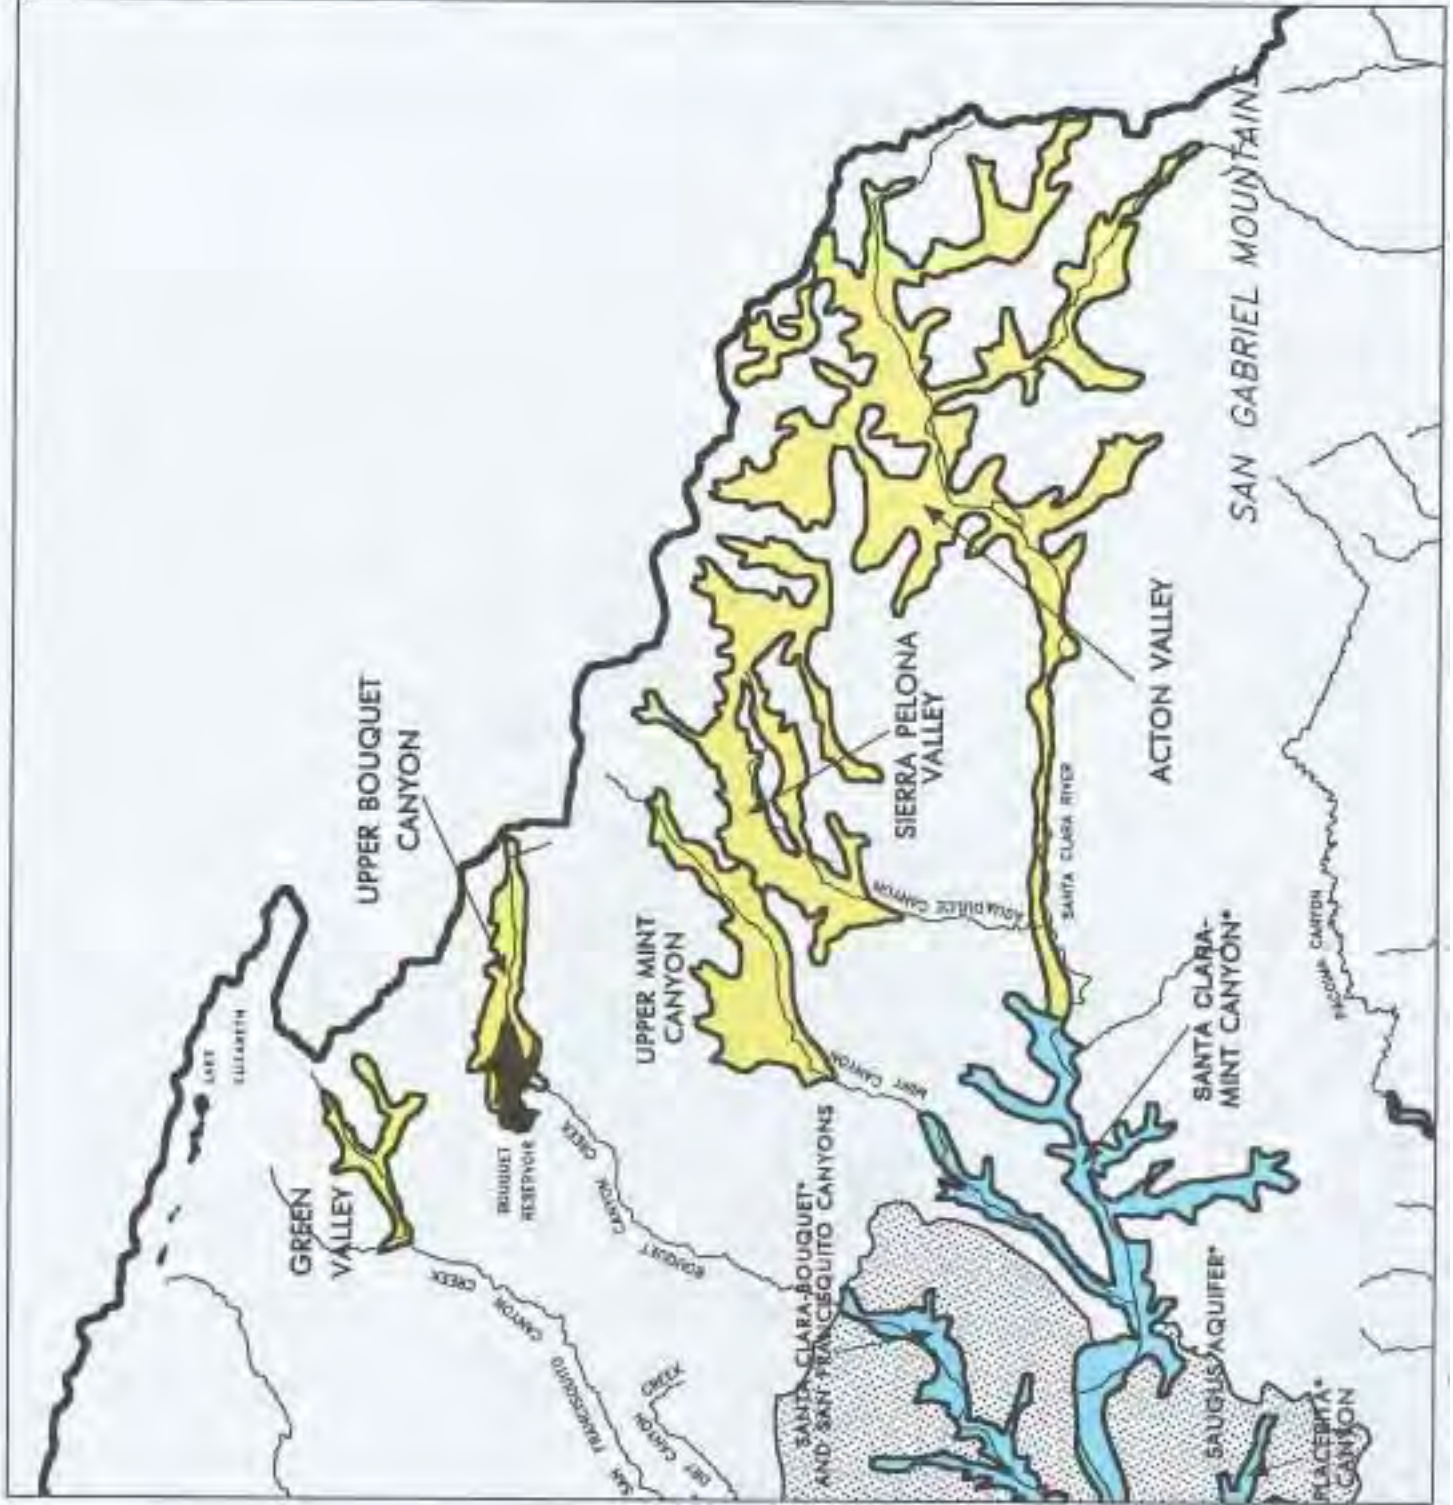 SAN GABRIEL MOUNTAINS
UPPER BOUQUET
CANYON
SIERRA PELONA
VALLEY
ACTON VALLEY
SANTA CLARA RIVER
AGUA DULCE CANYON
UPPER MINT
CANYON
LAKE
ELIZABETH
SANTA CLARA-
MINT CANYON*
PACOIMA CANYON
MINT CANYON
GREEN
VALLEY
BOUQUET
RESERVOIR
BOUQUET CANYON CREEK
SANTA CLARA-BOUQUET*
AND SAN FRANCISQUITO CANYONS
SAN FRANCISQUITO CANYON CREEK
DRY CANYON CREEK
SAUGUS AQUIFER*
PLACERITA*
CANYON